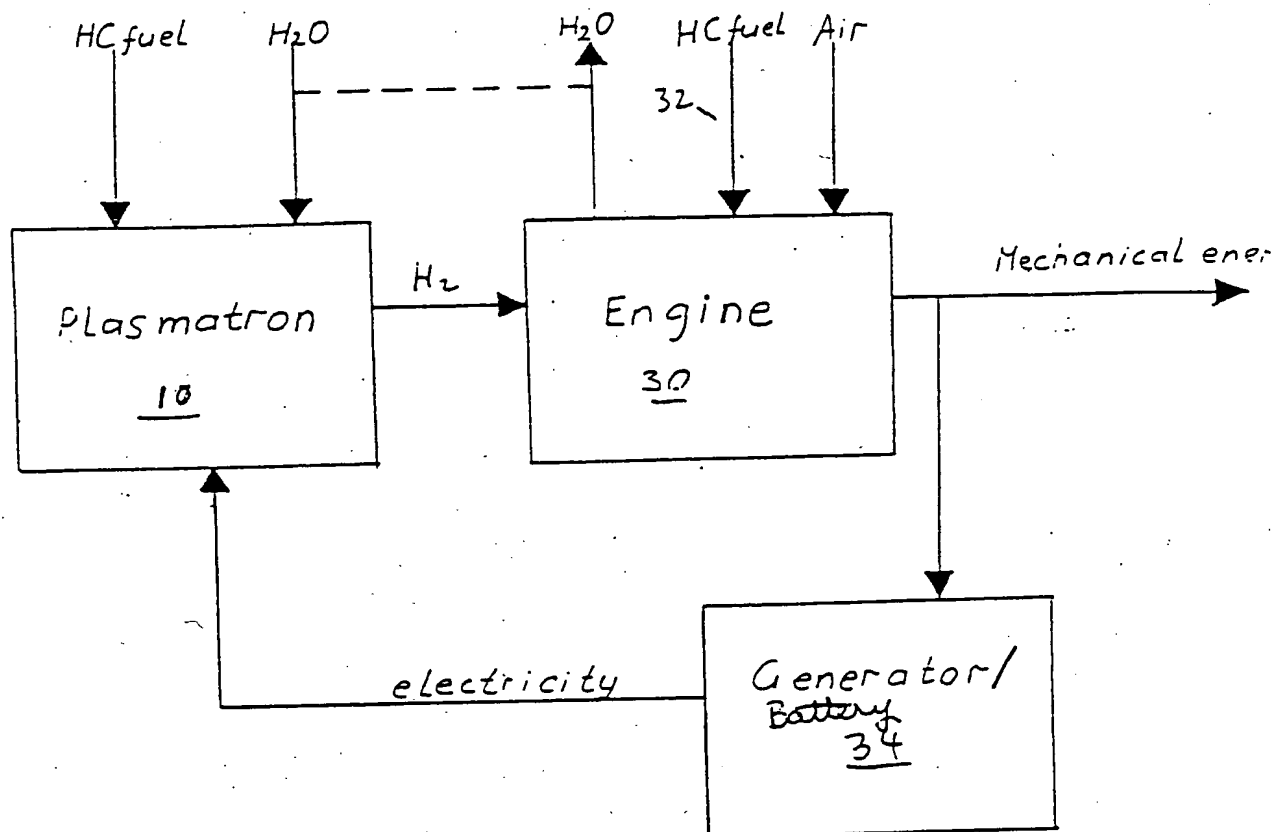 HC fuel
H2O
H2O
HC fuel
Air
32
Plasmatron
10
H2
Engine
30
Mechanical ener
electricity
Generator/
Battery
34